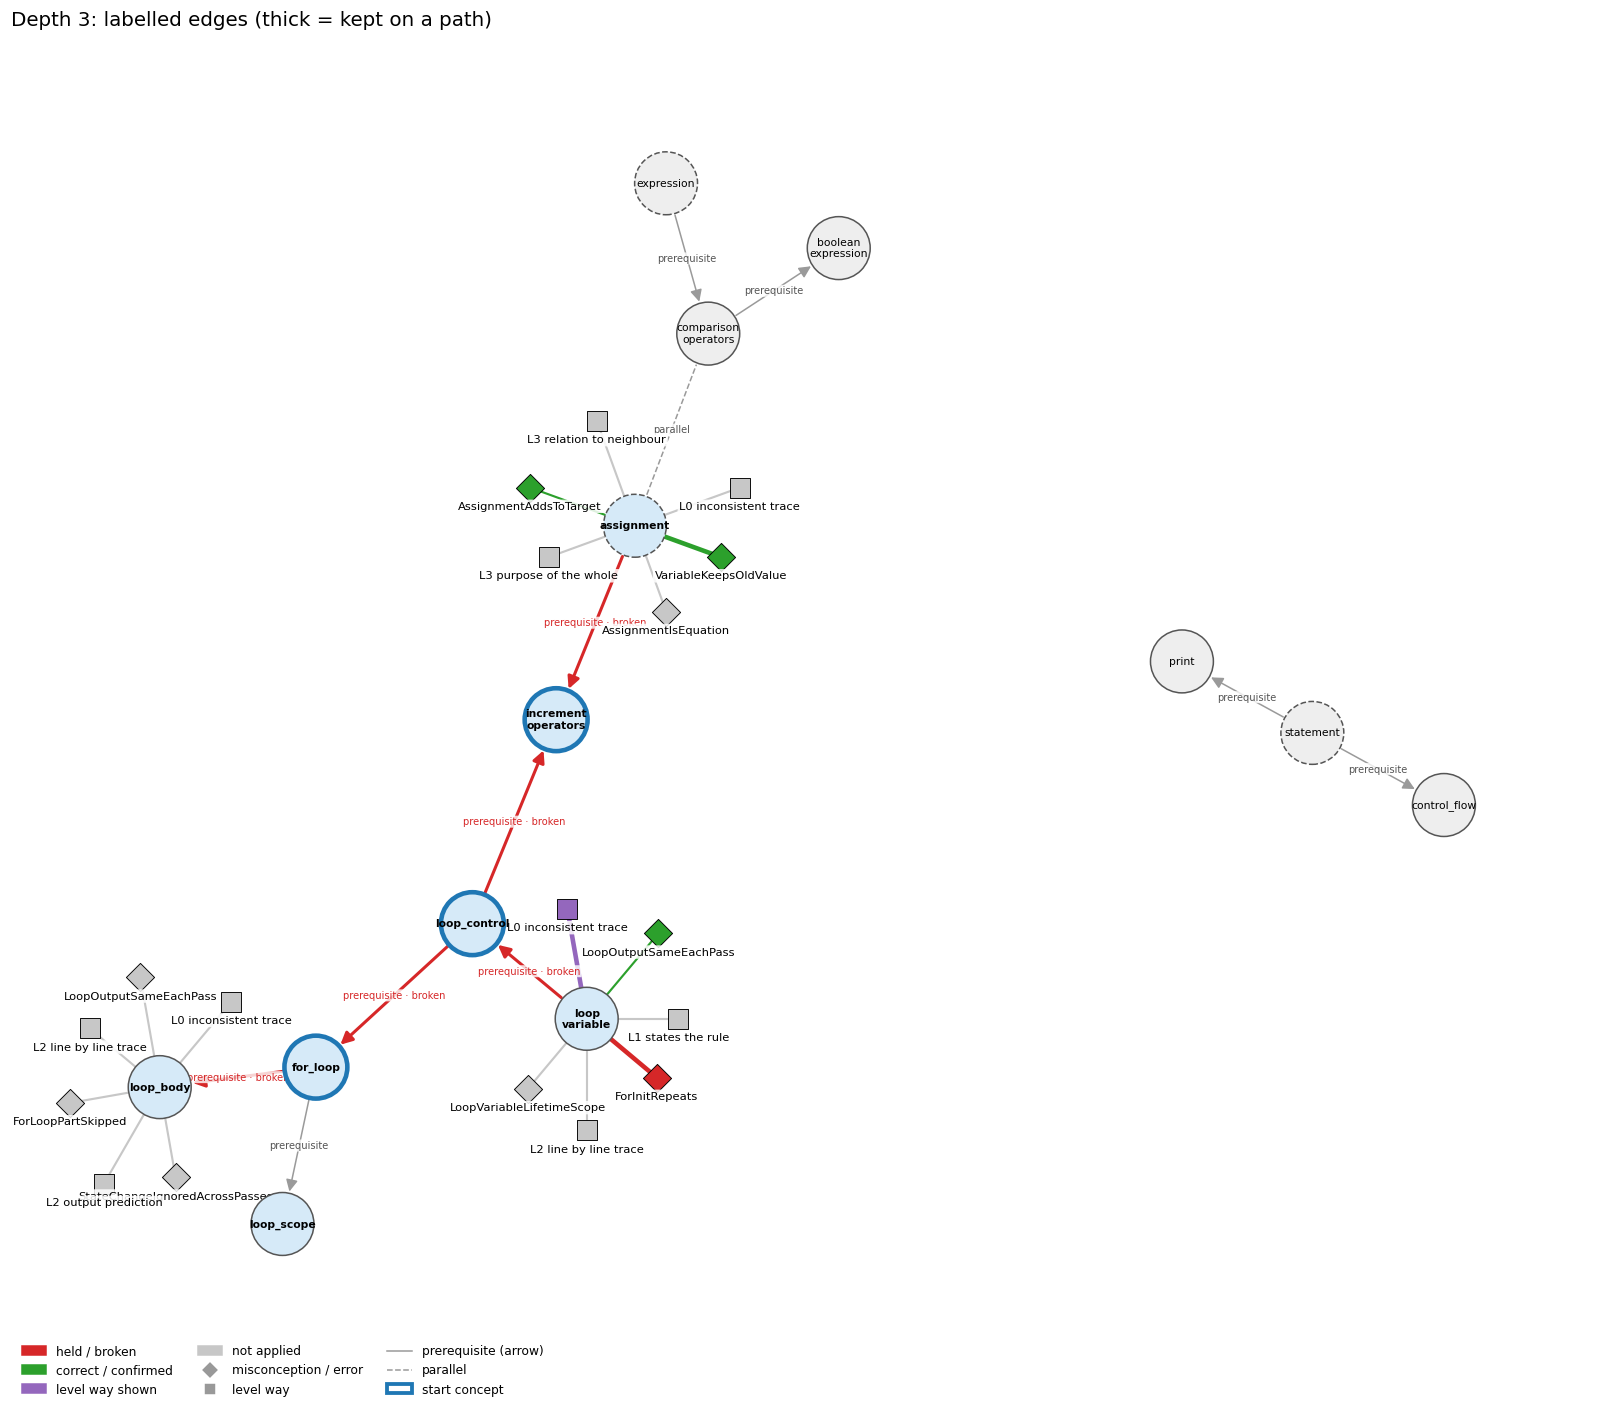 Depth 3: labelled edges (thick = kept on a path)
expression
boolean
expression
prerequisite
prerequisite
comparison
operators
parallel
L3 relation to neighbour
AssignmentAddsToTarget
L0 inconsistent trace
assignment
L3 purpose of the whole
VariableKeepsOldValue
prerequisite · broken
AssignmentIsEquation
print
prerequisite
statement
prerequisite
control_flow
increment
operators
prerequisite · broken
loop_control
L0 inconsistent trace
LoopOutputSameEachPass
prerequisite · broken
prerequisite · broken
LoopOutputSameEachPass
L0 inconsistent trace
loop
variable
L1 states the rule
L2 line by line trace
for_loop
prerequisite · broken
loop_body
ForInitRepeats
LoopVariableLifetimeScope
ForLoopPartSkipped
prerequisite
L2 line by line trace
StateChangeIgnoredAcrossPasses
L2 output prediction
loop_scope
held / broken
correct / confirmed
level way shown
not applied
misconception / error
level way
prerequisite (arrow)
parallel
start concept